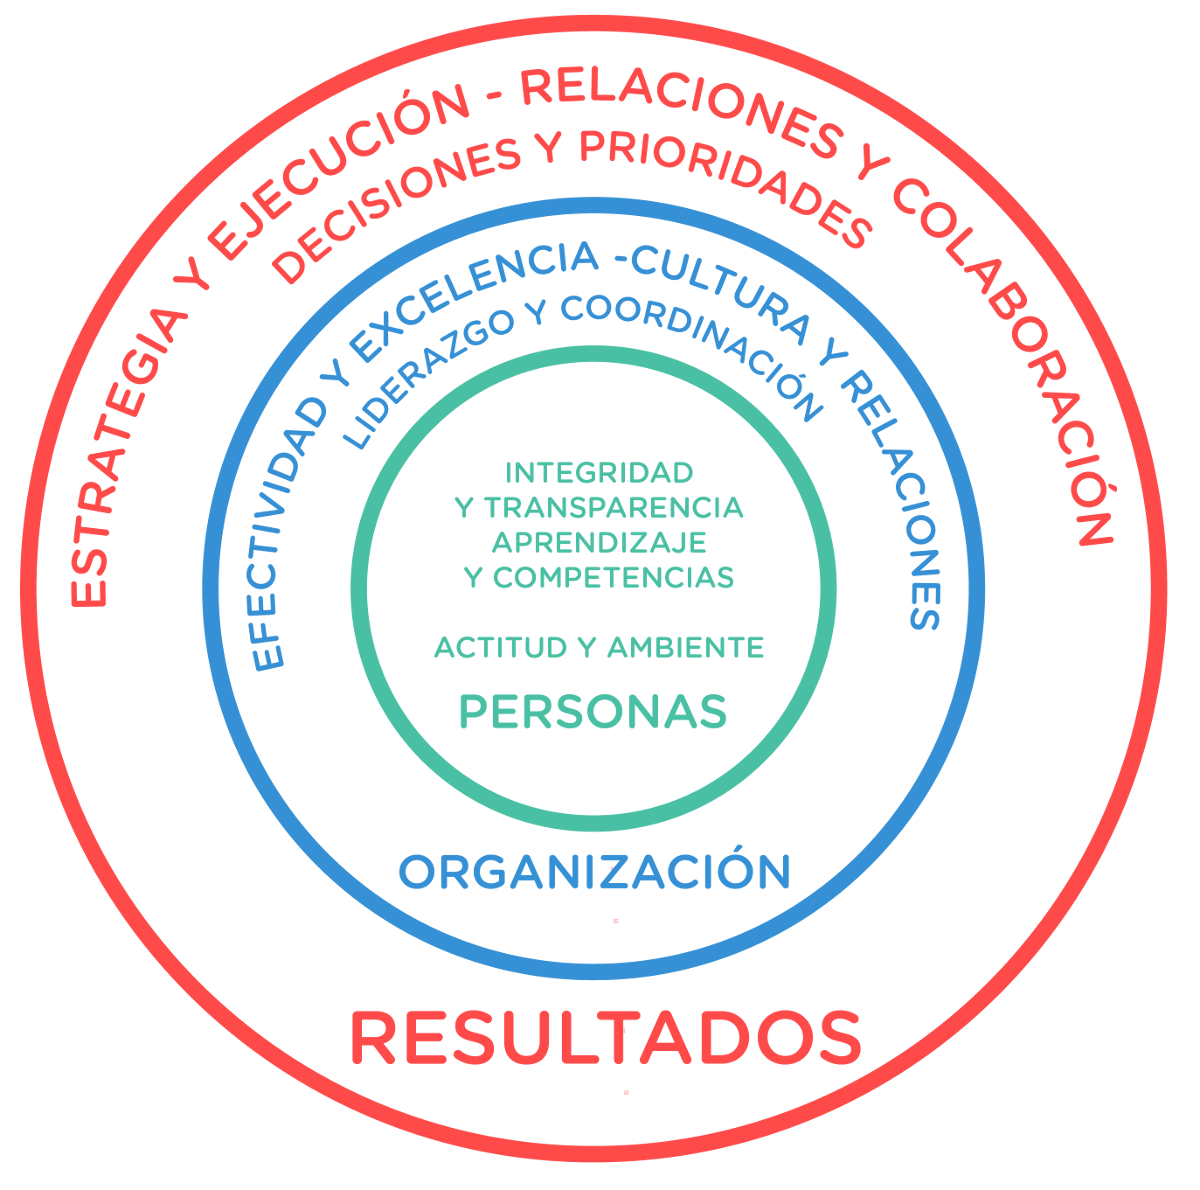 ESTRATEGIA Y EJECUCIÓN - RELACIONES Y COLABORACIÓN
DECISIONES Y PRIORIDADES
EFECTIVIDAD Y EXCELENCIA -CULTURA Y RELACIONES
LIDERAZGO Y COORDINACIÓN
INTEGRIDAD
Y TRANSPARENCIA
APRENDIZAJE
Y COMPETENCIAS
ACTITUD Y AMBIENTE
PERSONAS
ORGANIZACIÓN
RESULTADOS